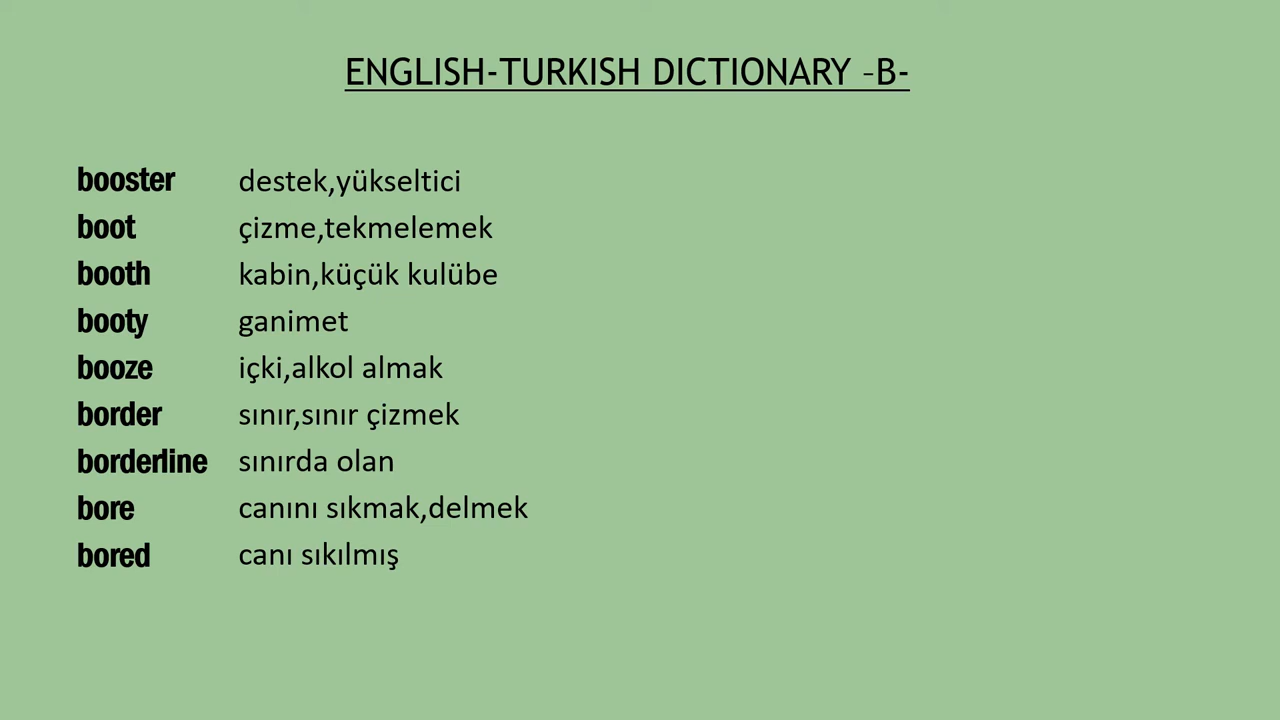 ENGLISH-TURKISH DICTIONARY –B-
booster destek,yükseltici
boot çizme,tekmelemek
booth kabin,küçük kulübe
booty ganimet
booze içki,alkol almak
border sınır,sınır çizmek
borderline sınırda olan
bore canını sıkmak,delmek
bored canı sıkılmış